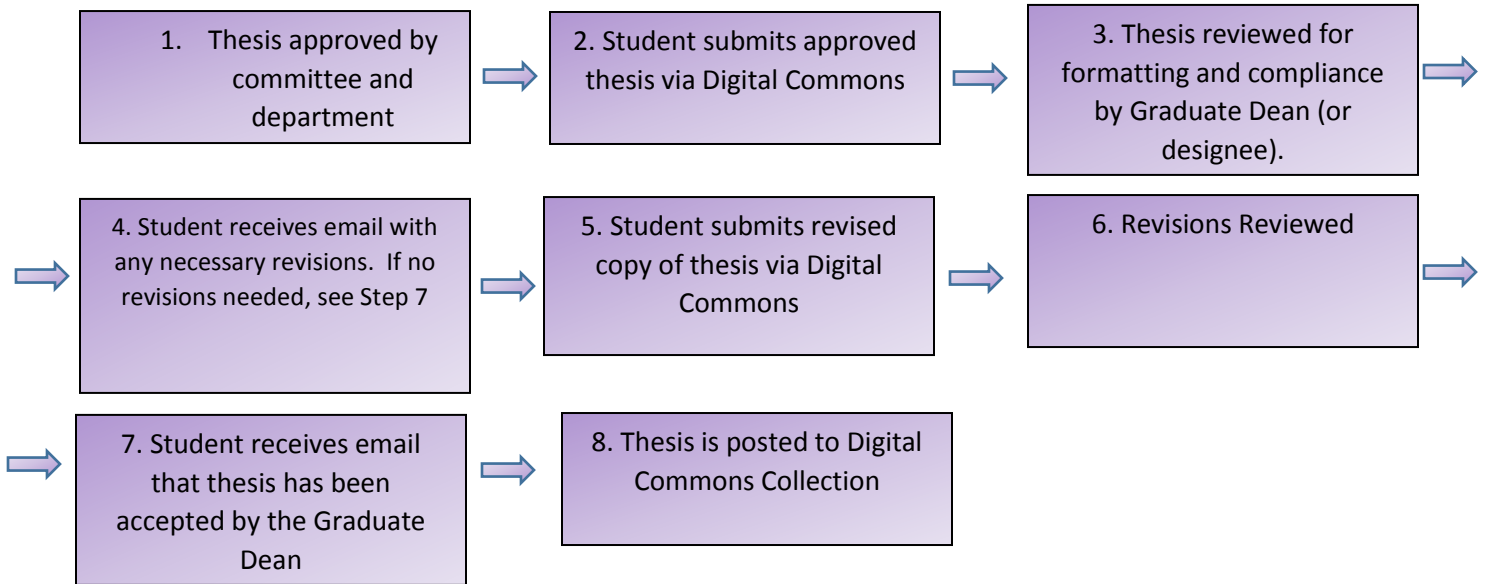 1. Thesis approved by
committee and
department
2. Student submits approved
thesis via Digital Commons
3. Thesis reviewed for
formatting and compliance
by Graduate Dean (or
designee).
4. Student receives email with
any necessary revisions. If no
revisions needed, see Step 7
5. Student submits revised
copy of thesis via Digital
Commons
6. Revisions Reviewed
7. Student receives email
that thesis has been
accepted by the Graduate
Dean
8. Thesis is posted to Digital
Commons Collection